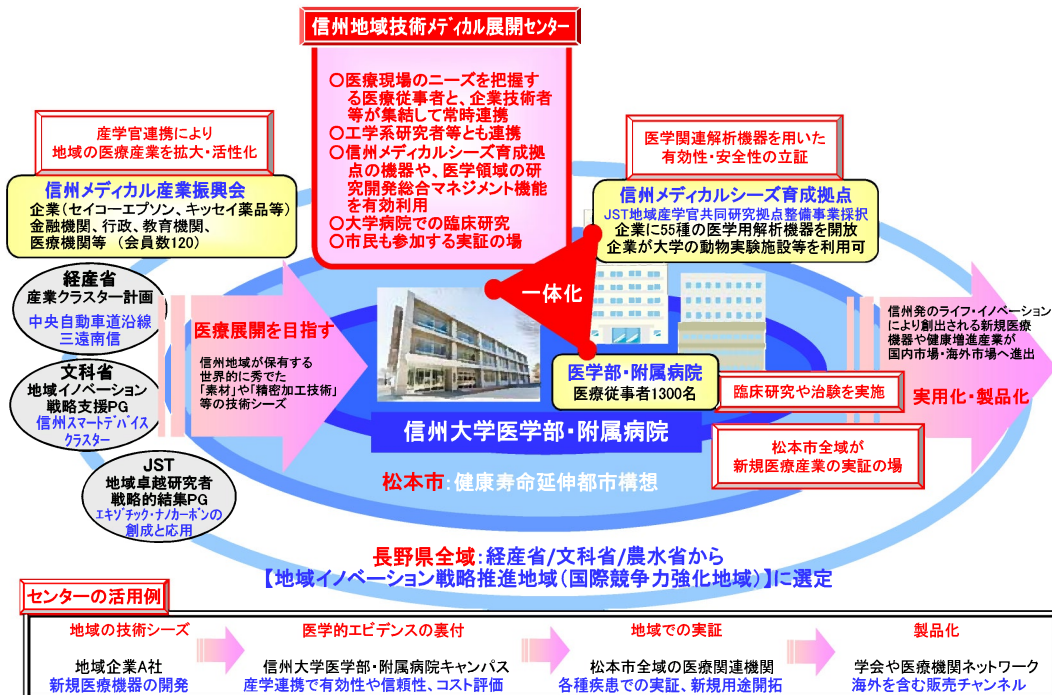 信州地域技術メディカル展開センター
○医療現場のニーズを把握す
る医療従事者と、企業技術者
等が集結して常時連携
○工学系研究者等とも連携
○信州メディカルシーズ育成拠
点の機器や、医学領域の研
究開発総合マネジメント機能
を有効利用
○大学病院での臨床研究
○市民も参加する実証の場
産学官連携により
地域の医療産業を拡大・活性化
信州メディカル産業振興会
企業(セイコーエプソン、キッセイ薬品等)
金融機関、行政、教育機関、
医療機関等 (会員数120)
医学関連解析機器を用いた
有効性・安全性の立証
信州メディカルシーズ育成拠点
JST地域産学官共同研究拠点整備事業採択
企業に55種の医学用解析機器を開放
企業が大学の動物実験施設等を利用可
経産省
産業クラスター計画
中央自動車道沿線
三遠南信
文科省
地域イノベーション
戦略支援PG
信州スマートデバイス
クラスター
JST
地域卓越研究者
戦略的結集PG
エキゾチック・ナノカーボンの
創成と応用
医療展開を目指す
信州地域が保有する
世界的に秀でた
「素材」や「精密加工技術」
等の技術シーズ
一体化
医学部・附属病院
医療従事者1300名
信州大学医学部・附属病院
臨床研究や治験を実施
松本市全域が
新規医療産業の実証の場
信州発のライフ・イノベーション
により創出される新規医療
機器や健康増進産業が
国内市場・海外市場へ進出
実用化・製品化
松本市:健康寿命延伸都市構想
長野県全域:経産省/文科省/農水省から
【地域イノベーション戦略推進地域(国際競争力強化地域)】に選定
センターの活用例
地域の技術シーズ
地域企業A社
新規医療機器の開発
医学的エビデンスの裏付
信州大学医学部・附属病院キャンパス
産学連携で有効性や信頼性、コスト評価
地域での実証
松本市全域の医療関連機関
各種疾患での実証、新規用途開拓
製品化
学会や医療機関ネットワーク
海外を含む販売チャンネル